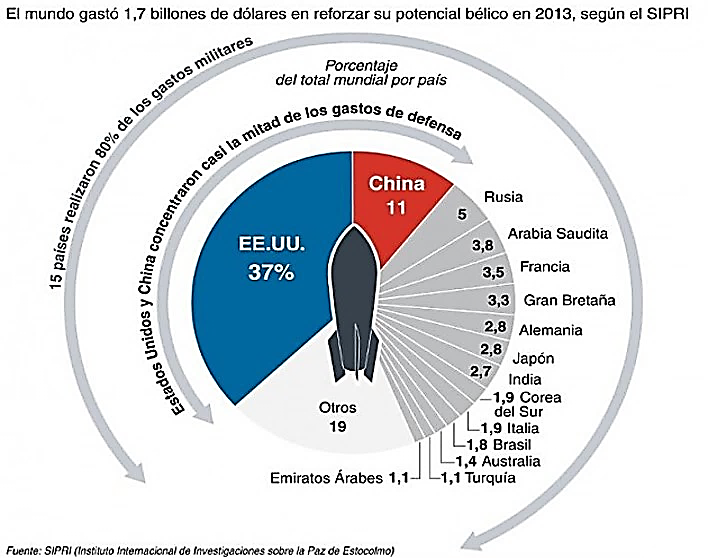 El mundo gastó 1,7 billones de dólares en reforzar su potencial bélico en 2013, según el SIPRI
Porcentaje
del total mundial por país
15 países realizaron 80% de los gastos militares
Estados Unidos y China concentraron casi la mitad de los gastos de defensa
China
11
EE.UU.
37%
5 Rusia
3,8 Arabia Saudita
3,5 Francia
3,3 Gran Bretaña
2,8 Alemania
2,8 Japón
2,7 India
1,9 Corea
del Sur
1,9 Italia
1,8 Brasil
1,4 Australia
1,1 Turquía
Emiratos Árabes 1,1
Otros
19
Fuente: SIPRI (Instituto Internacional de Investigaciones sobre la Paz de Estocolmo)